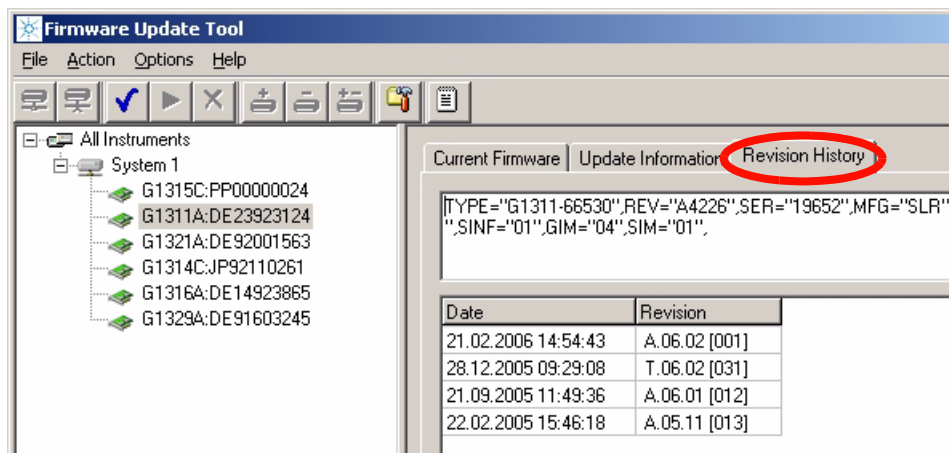 Firmware Update Tool
File Action Options Help
All Instruments
System 1
G1315C:PP00000024
G1311A:DE23923124
G1321A:DE92001563
G1314C:JP92110261
G1316A:DE14923865
G1329A:DE91603245
Current Firmware Update Information Revision History
TYPE="G1311-66530",REV="A4226",SER="19652",MFG="SLR"
",SINF="01",GIM="04",SIM="01",
Date Revision
21.02.2006 14:54:43 A.06.02 [001]
28.12.2005 09:29:08 T.06.02 [031]
21.09.2005 11:49:36 A.06.01 [012]
22.02.2005 15:46:18 A.05.11 [013]